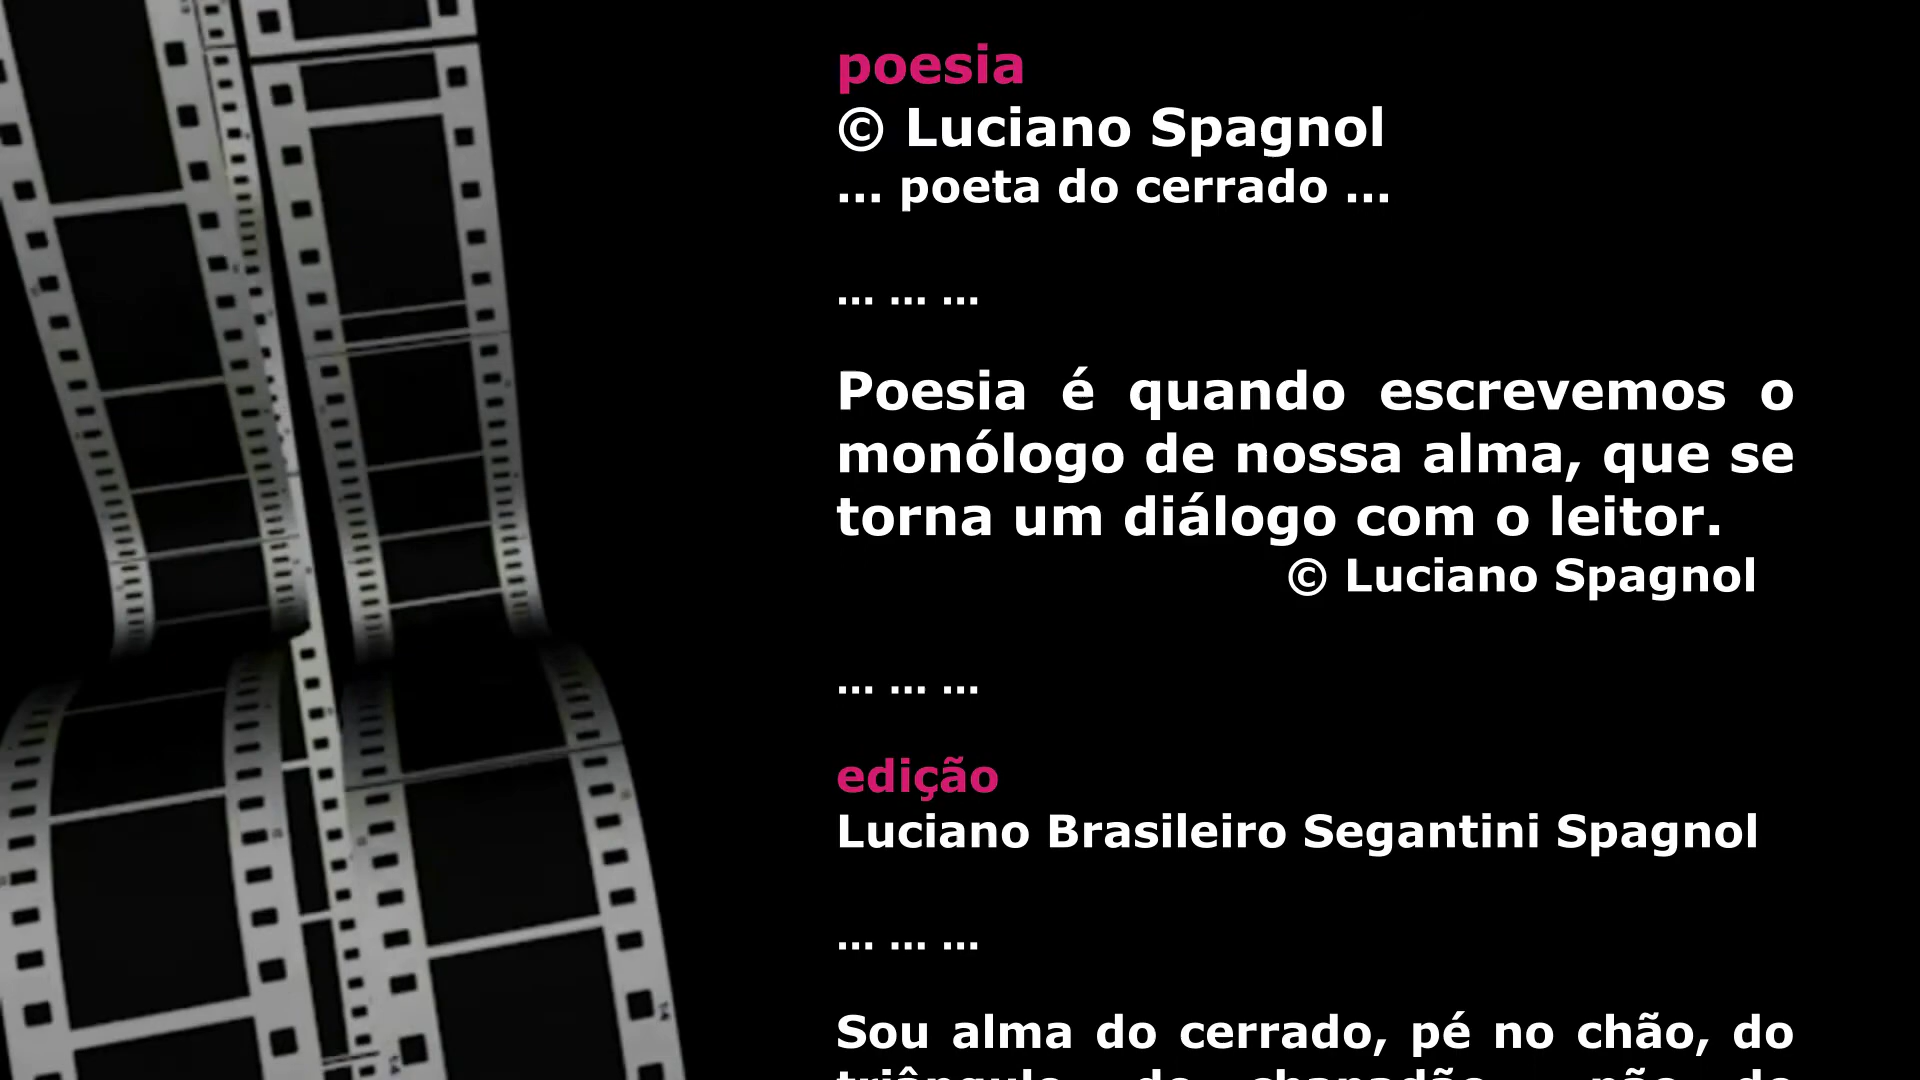 poesia
© Luciano Spagnol
... poeta do cerrado ...
... ... ...
Poesia é quando escrevemos o
monólogo de nossa alma, que se
torna um diálogo com o leitor.
© Luciano Spagnol
... ... ...
edição
Luciano Brasileiro Segantini Spagnol
... ... ...
Sou alma do cerrado, pé no chão, do